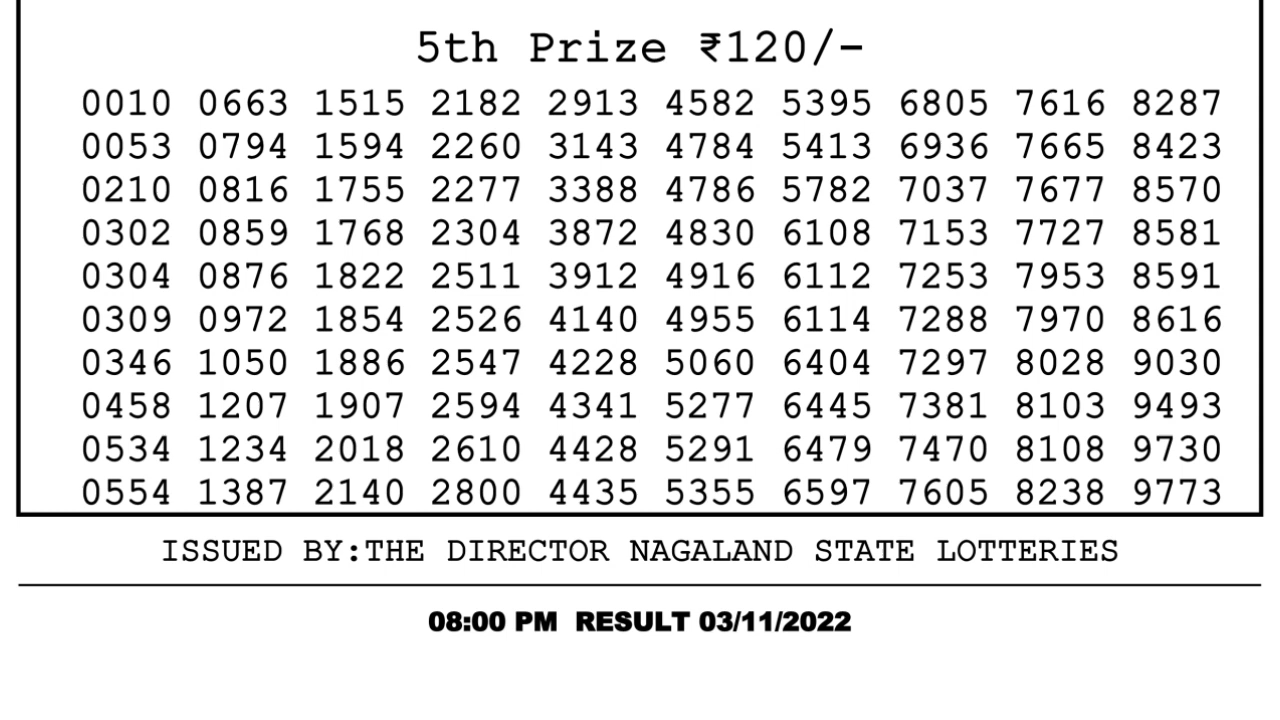 5th Prize ₹120/-
0010 0663 1515 2182 2913 4582 5395 6805 7616 8287
0053 0794 1594 2260 3143 4784 5413 6936 7665 8423
0210 0816 1755 2277 3388 4786 5782 7037 7677 8570
0302 0859 1768 2304 3872 4830 6108 7153 7727 8581
0304 0876 1822 2511 3912 4916 6112 7253 7953 8591
0309 0972 1854 2526 4140 4955 6114 7288 7970 8616
0346 1050 1886 2547 4228 5060 6404 7297 8028 9030
0458 1207 1907 2594 4341 5277 6445 7381 8103 9493
0534 1234 2018 2610 4428 5291 6479 7470 8108 9730
0554 1387 2140 2800 4435 5355 6597 7605 8238 9773
ISSUED BY:THE DIRECTOR NAGALAND STATE LOTTERIES
08:00 PM RESULT 03/11/2022